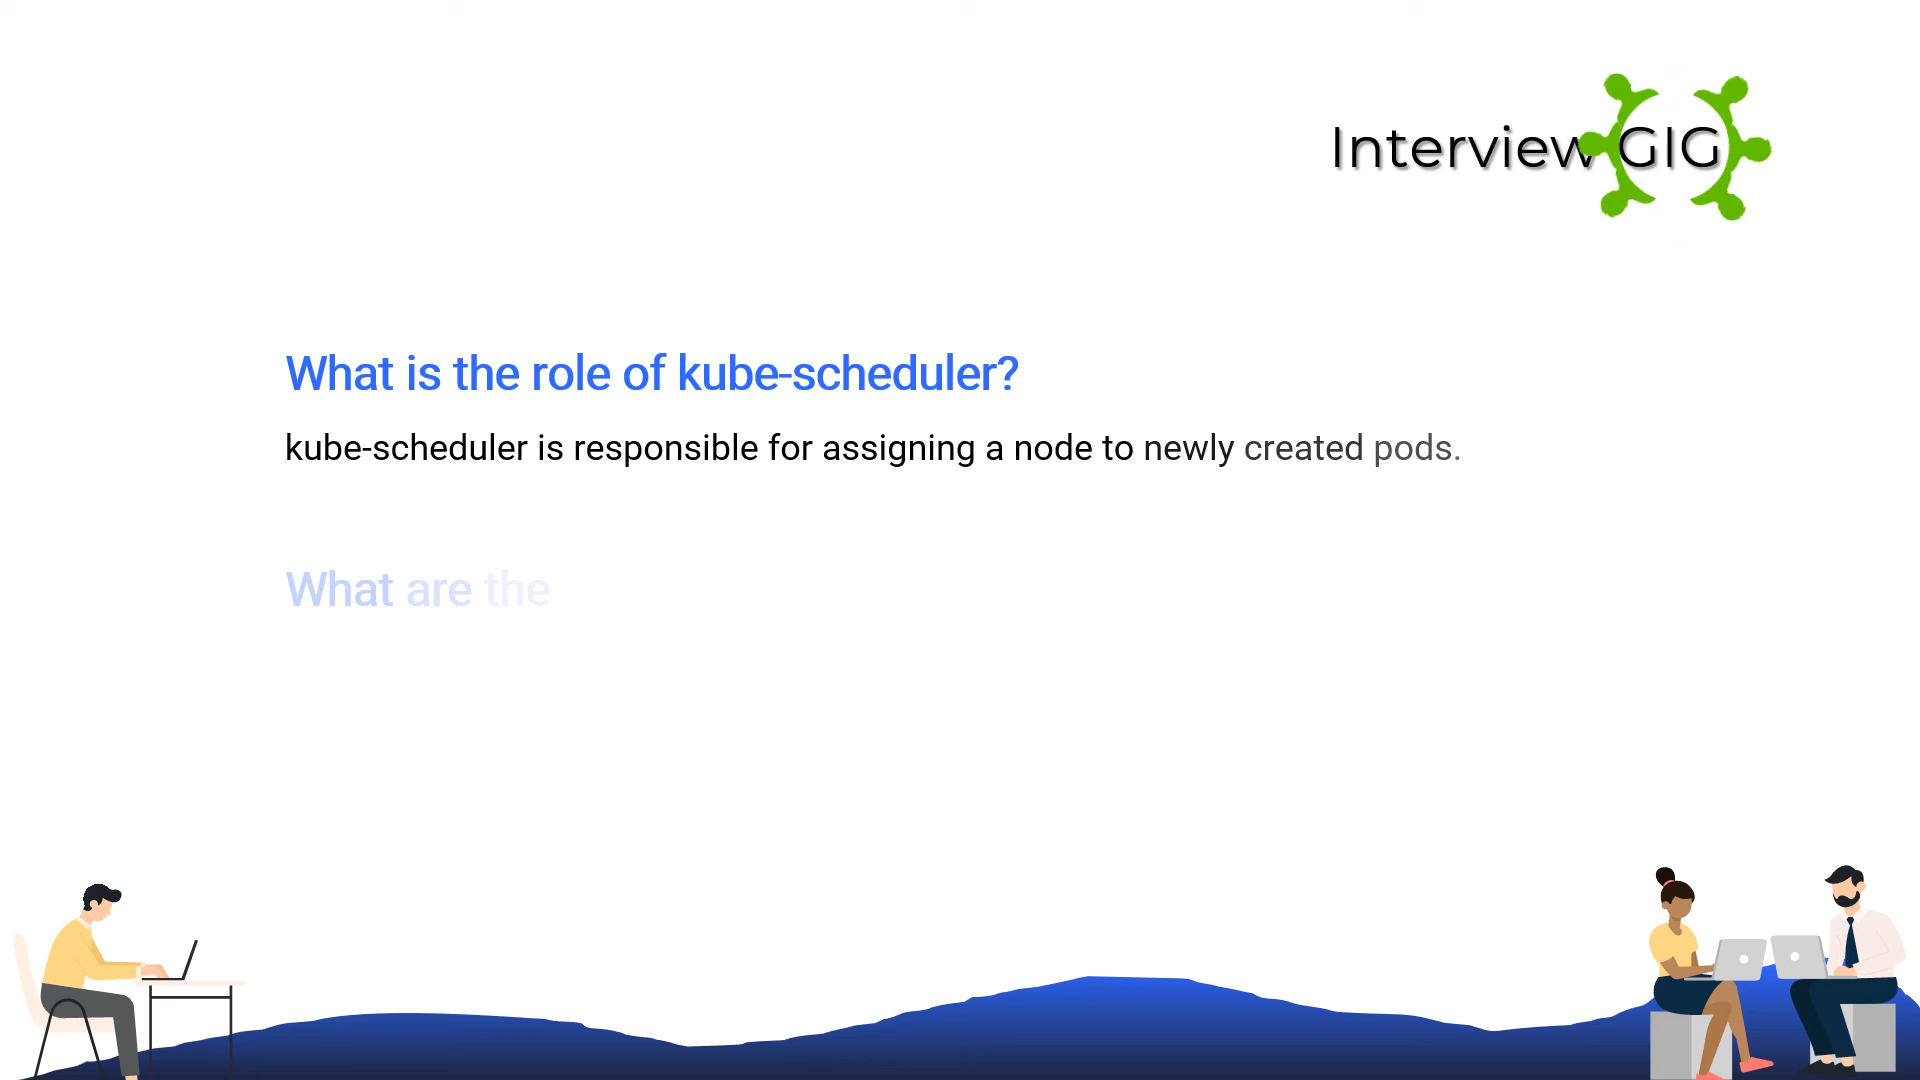 Interview GIG
What is the role of kube-scheduler?
kube-scheduler is responsible for assigning a node to newly created pods.
What are the